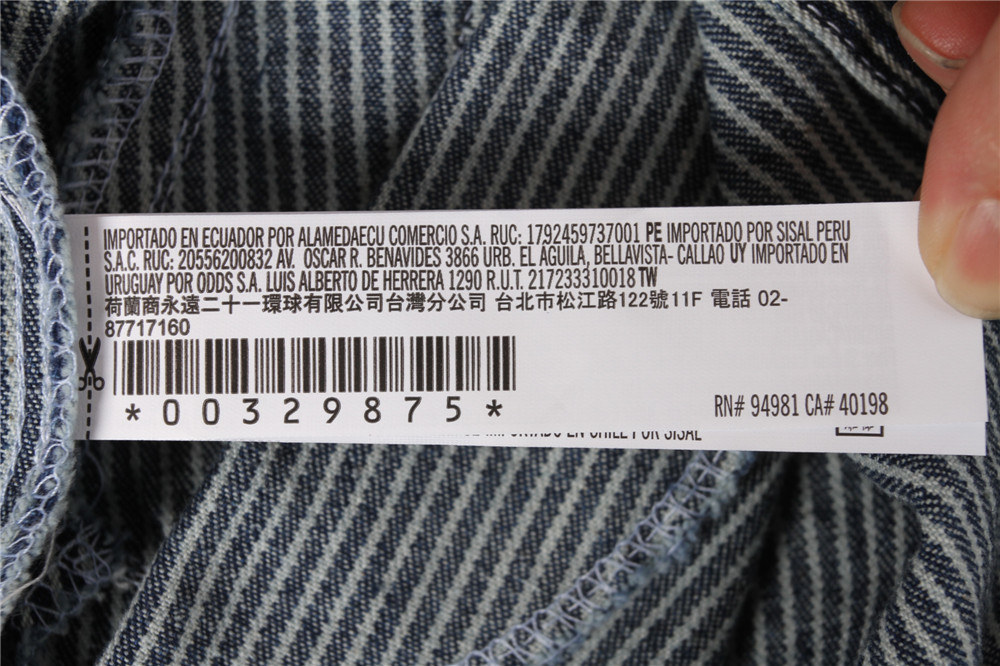 IMPORTADO EN ECUADOR POR ALAMEDAECU COMERCIO S.A. RUC: 1792459737001 PE IMPORTADO POR SISAL PERU
S.A.C. RUC: 20556200832 AV. OSCAR R. BENAVIDES 3866 URB. EL AGUILA, BELLAVISTA- CALLAO UY IMPORTADO EN
URUGUAY POR ODDS S.A. LUIS ALBERTO DE HERRERA 1290 R.U.T. 217233310018 TW
荷蘭商永遠二十一環球有限公司台灣分公司 台北市松江路122號11F 電話 02-
87717160
*00329875*
RN# 94981 CA# 40198
IMPORTADO EN CHILE POR SISAL